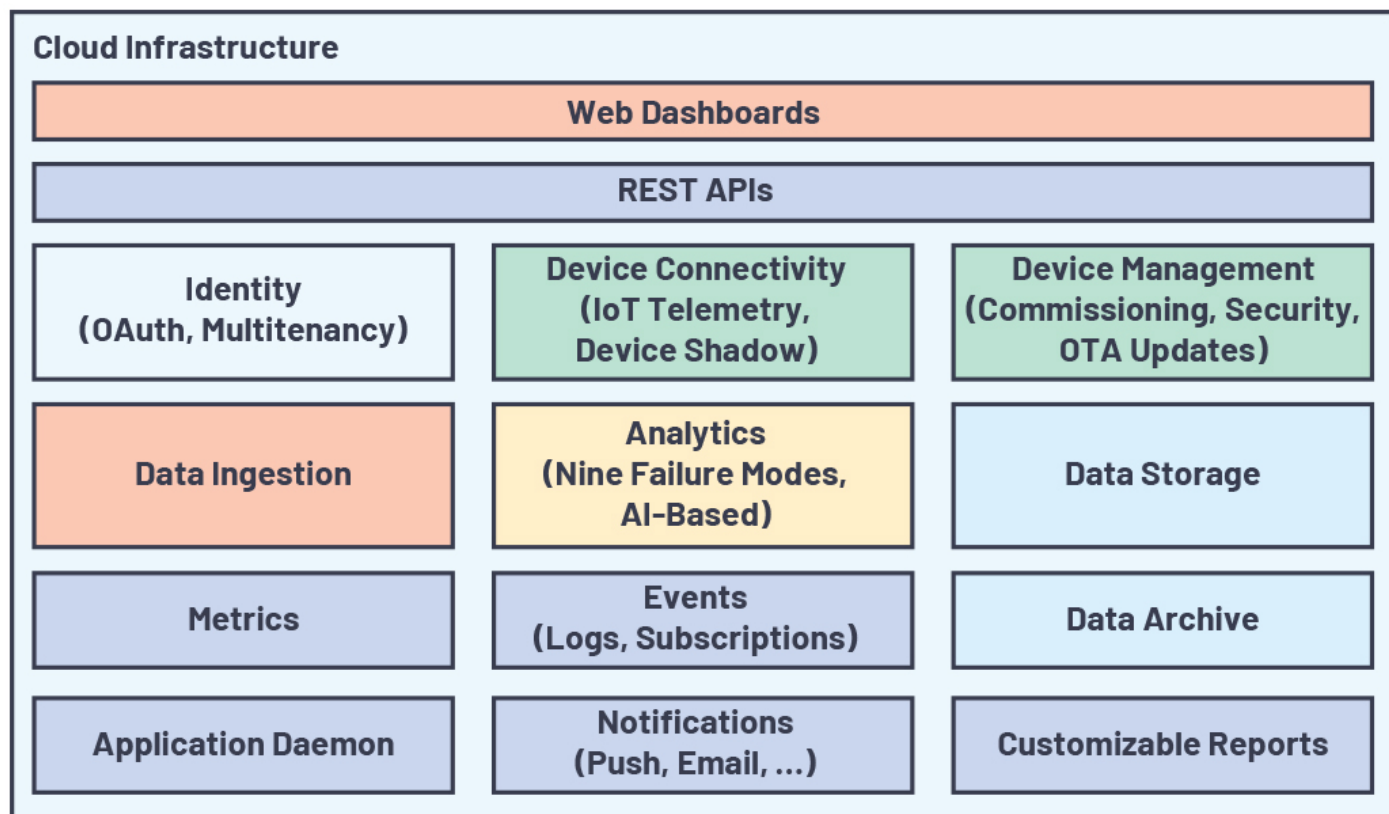 Cloud Infrastructure
Web Dashboards
REST APIs
Identity
(OAuth, Multitenancy)
Device Connectivity
(IoT Telemetry,
Device Shadow)
Device Management
(Commissioning, Security,
OTA Updates)
Data Ingestion
Analytics
(Nine Failure Modes,
AI-Based)
Data Storage
Metrics
Events
(Logs, Subscriptions)
Data Archive
Application Daemon
Notifications
(Push, Email, ...)
Customizable Reports